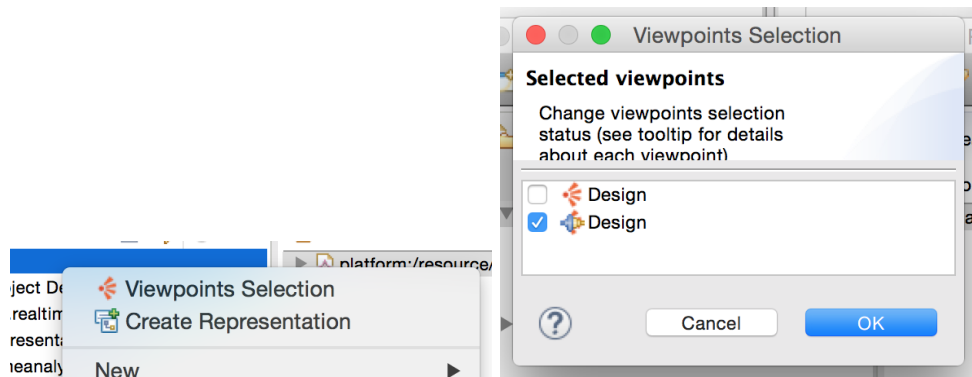 platform:/resource/
Viewpoints Selection
Create Representation
New
Viewpoints Selection
Selected viewpoints
Change viewpoints selection
status (see tooltip for details
about each viewpoint)
Design
Design
Cancel
OK